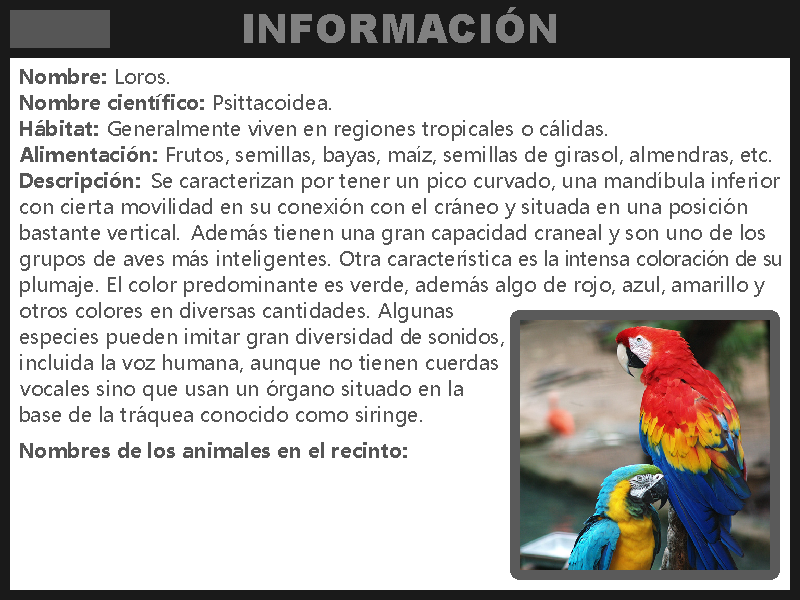 INFORMACIÓN
Nombre: Loros.
Nombre científico: Psittacoidea.
Hábitat: Generalmente viven en regiones tropicales o cálidas.
Alimentación: Frutos, semillas, bayas, maíz, semillas de girasol, almendras, etc.
Descripción: Se caracterizan por tener un pico curvado, una mandíbula inferior
con cierta movilidad en su conexión con el cráneo y situada en una posición
bastante vertical. Además tienen una gran capacidad craneal y son uno de los
grupos de aves más inteligentes. Otra característica es la intensa coloración de su
plumaje. El color predominante es verde, además algo de rojo, azul, amarillo y
otros colores en diversas cantidades. Algunas
especies pueden imitar gran diversidad de sonidos,
incluida la voz humana, aunque no tienen cuerdas
vocales sino que usan un órgano situado en la
base de la tráquea conocido como siringe.
Nombres de los animales en el recinto: